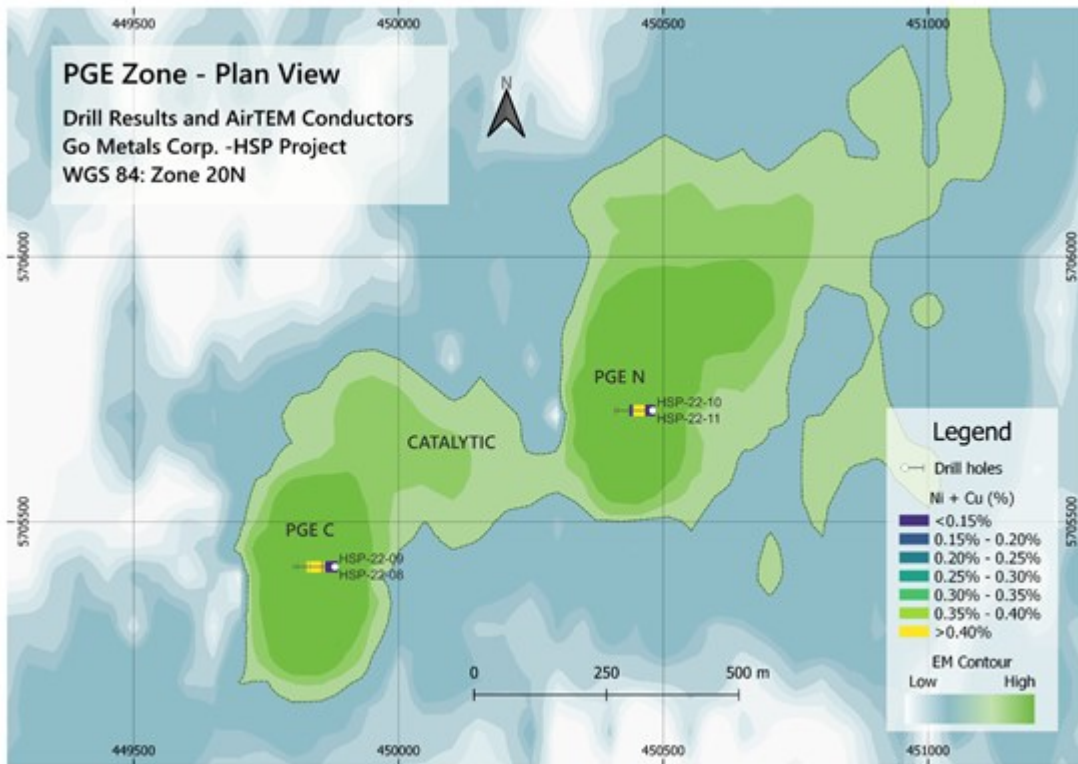 449500 450000 450500 451000
PGE Zone - Plan View
Drill Results and AirTEM Conductors
Go Metals Corp. -HSP Project
WGS 84: Zone 20N
N
5706000 5706000
PGE N
HSP-22-10
HSP-22-11
CATALYTIC
PGE C
5705500 5705500
HSP-22-09
HSP-22-08
0 250 500 m
Legend
Drill holes
Ni + Cu (%)
<0.15%
0.15% - 0.20%
0.20% - 0.25%
0.25% - 0.30%
0.30% - 0.35%
0.35% - 0.40%
>0.40%
EM Contour
Low High
449500 450000 450500 451000